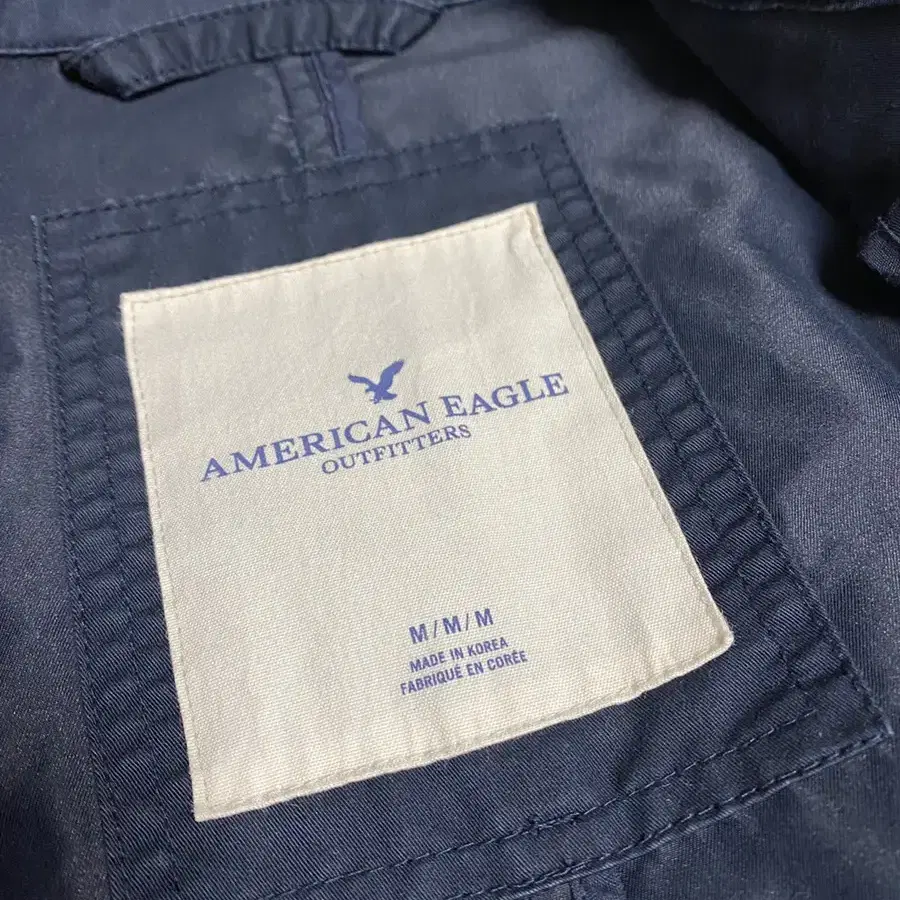 AMERICAN EAGLE
OUTFITTERS
M/M/M
MADE IN KOREA
FABRIQUÉ EN CORÉE